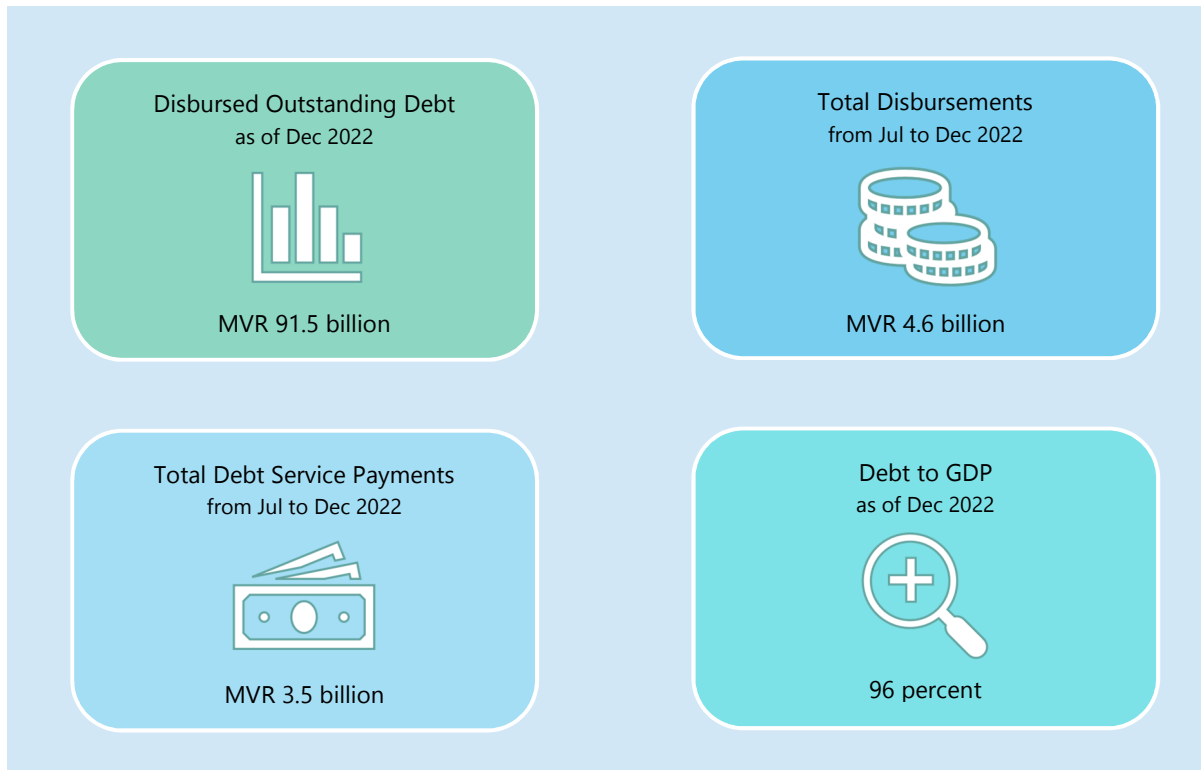 Disbursed Outstanding Debt
as of Dec 2022
MVR 91.5 billion
Total Disbursements
from Jul to Dec 2022
MVR 4.6 billion
Total Debt Service Payments
from Jul to Dec 2022
MVR 3.5 billion
Debt to GDP
as of Dec 2022
96 percent